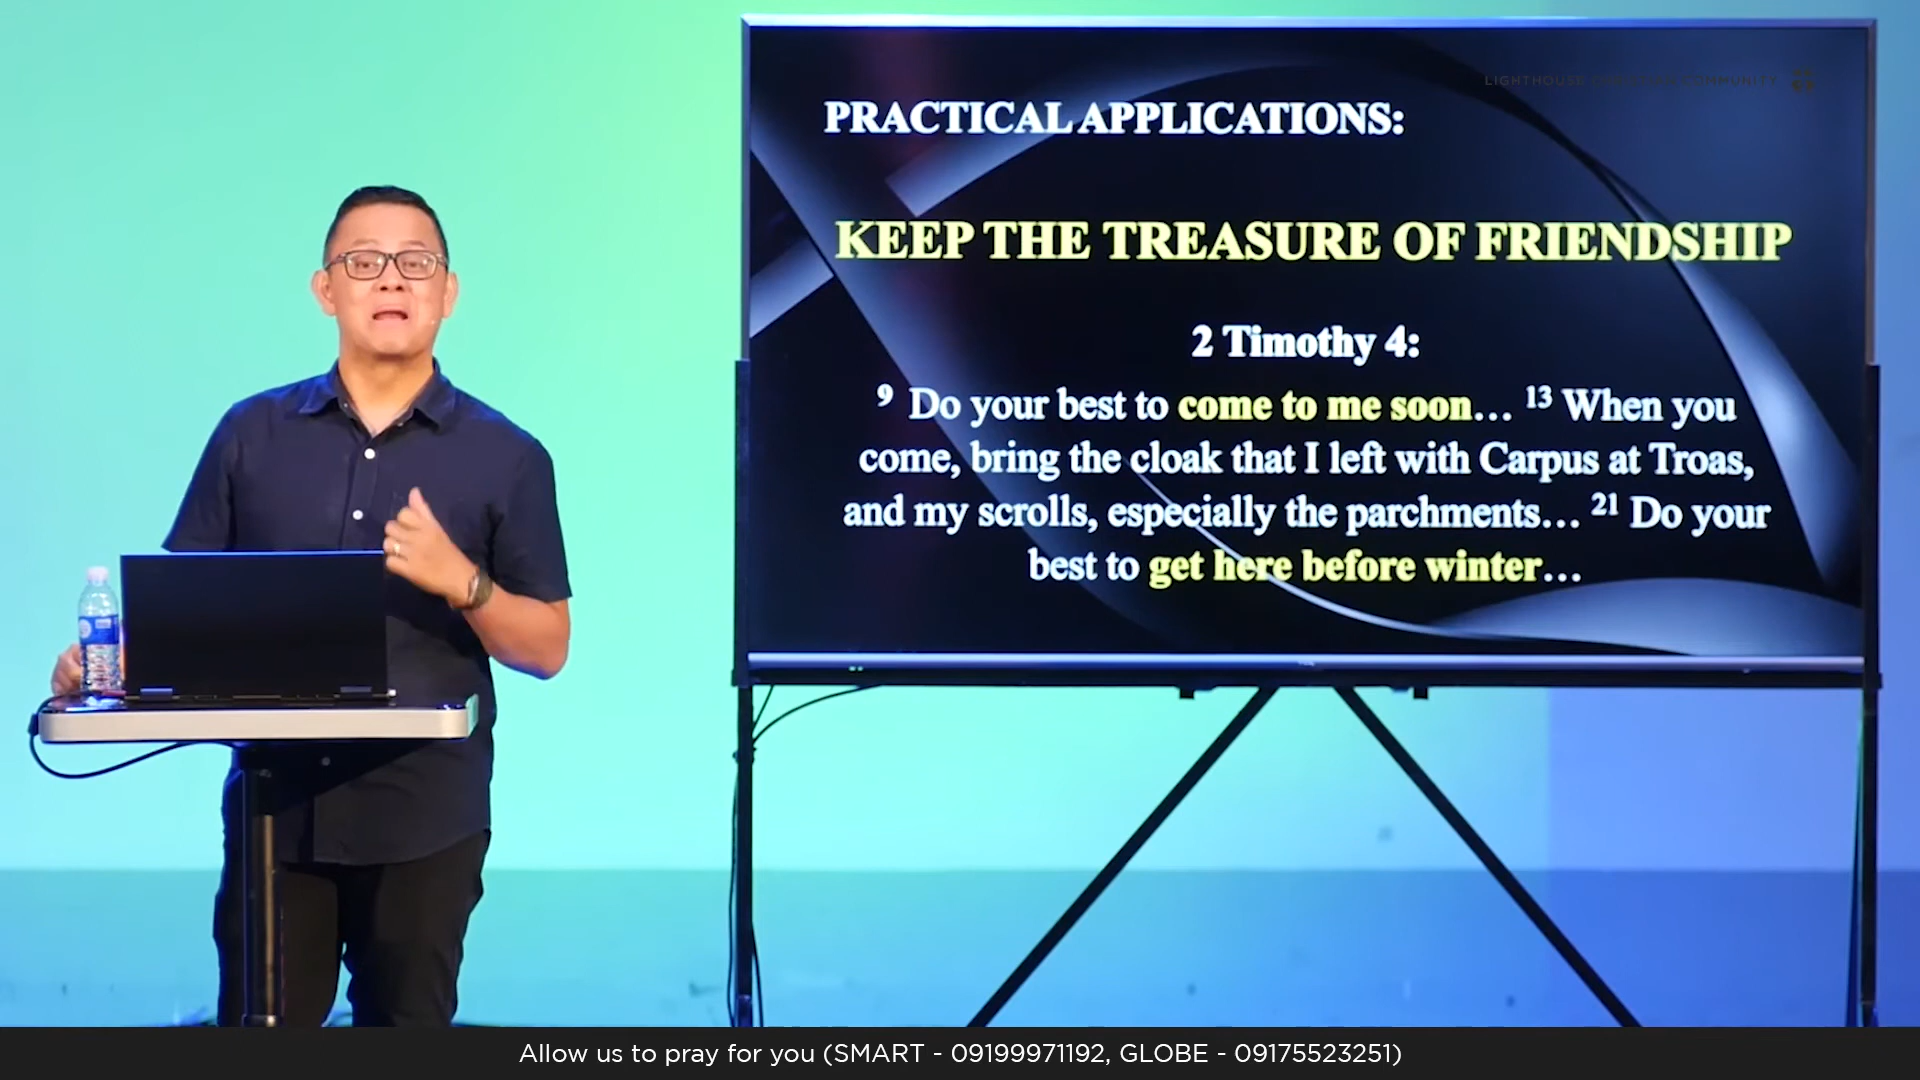 LIGHTHOUSE CHRISTIAN COMMUNITY
PRACTICAL APPLICATIONS:
KEEP THE TREASURE OF FRIENDSHIP
2 Timothy 4:
9 Do your best to come to me soon… 13 When you
come, bring the cloak that I left with Carpus at Troas,
and my scrolls, especially the parchments… 21 Do your
best to get here before winter…
Allow us to pray for you (SMART - 09199971192, GLOBE - 09175523251)